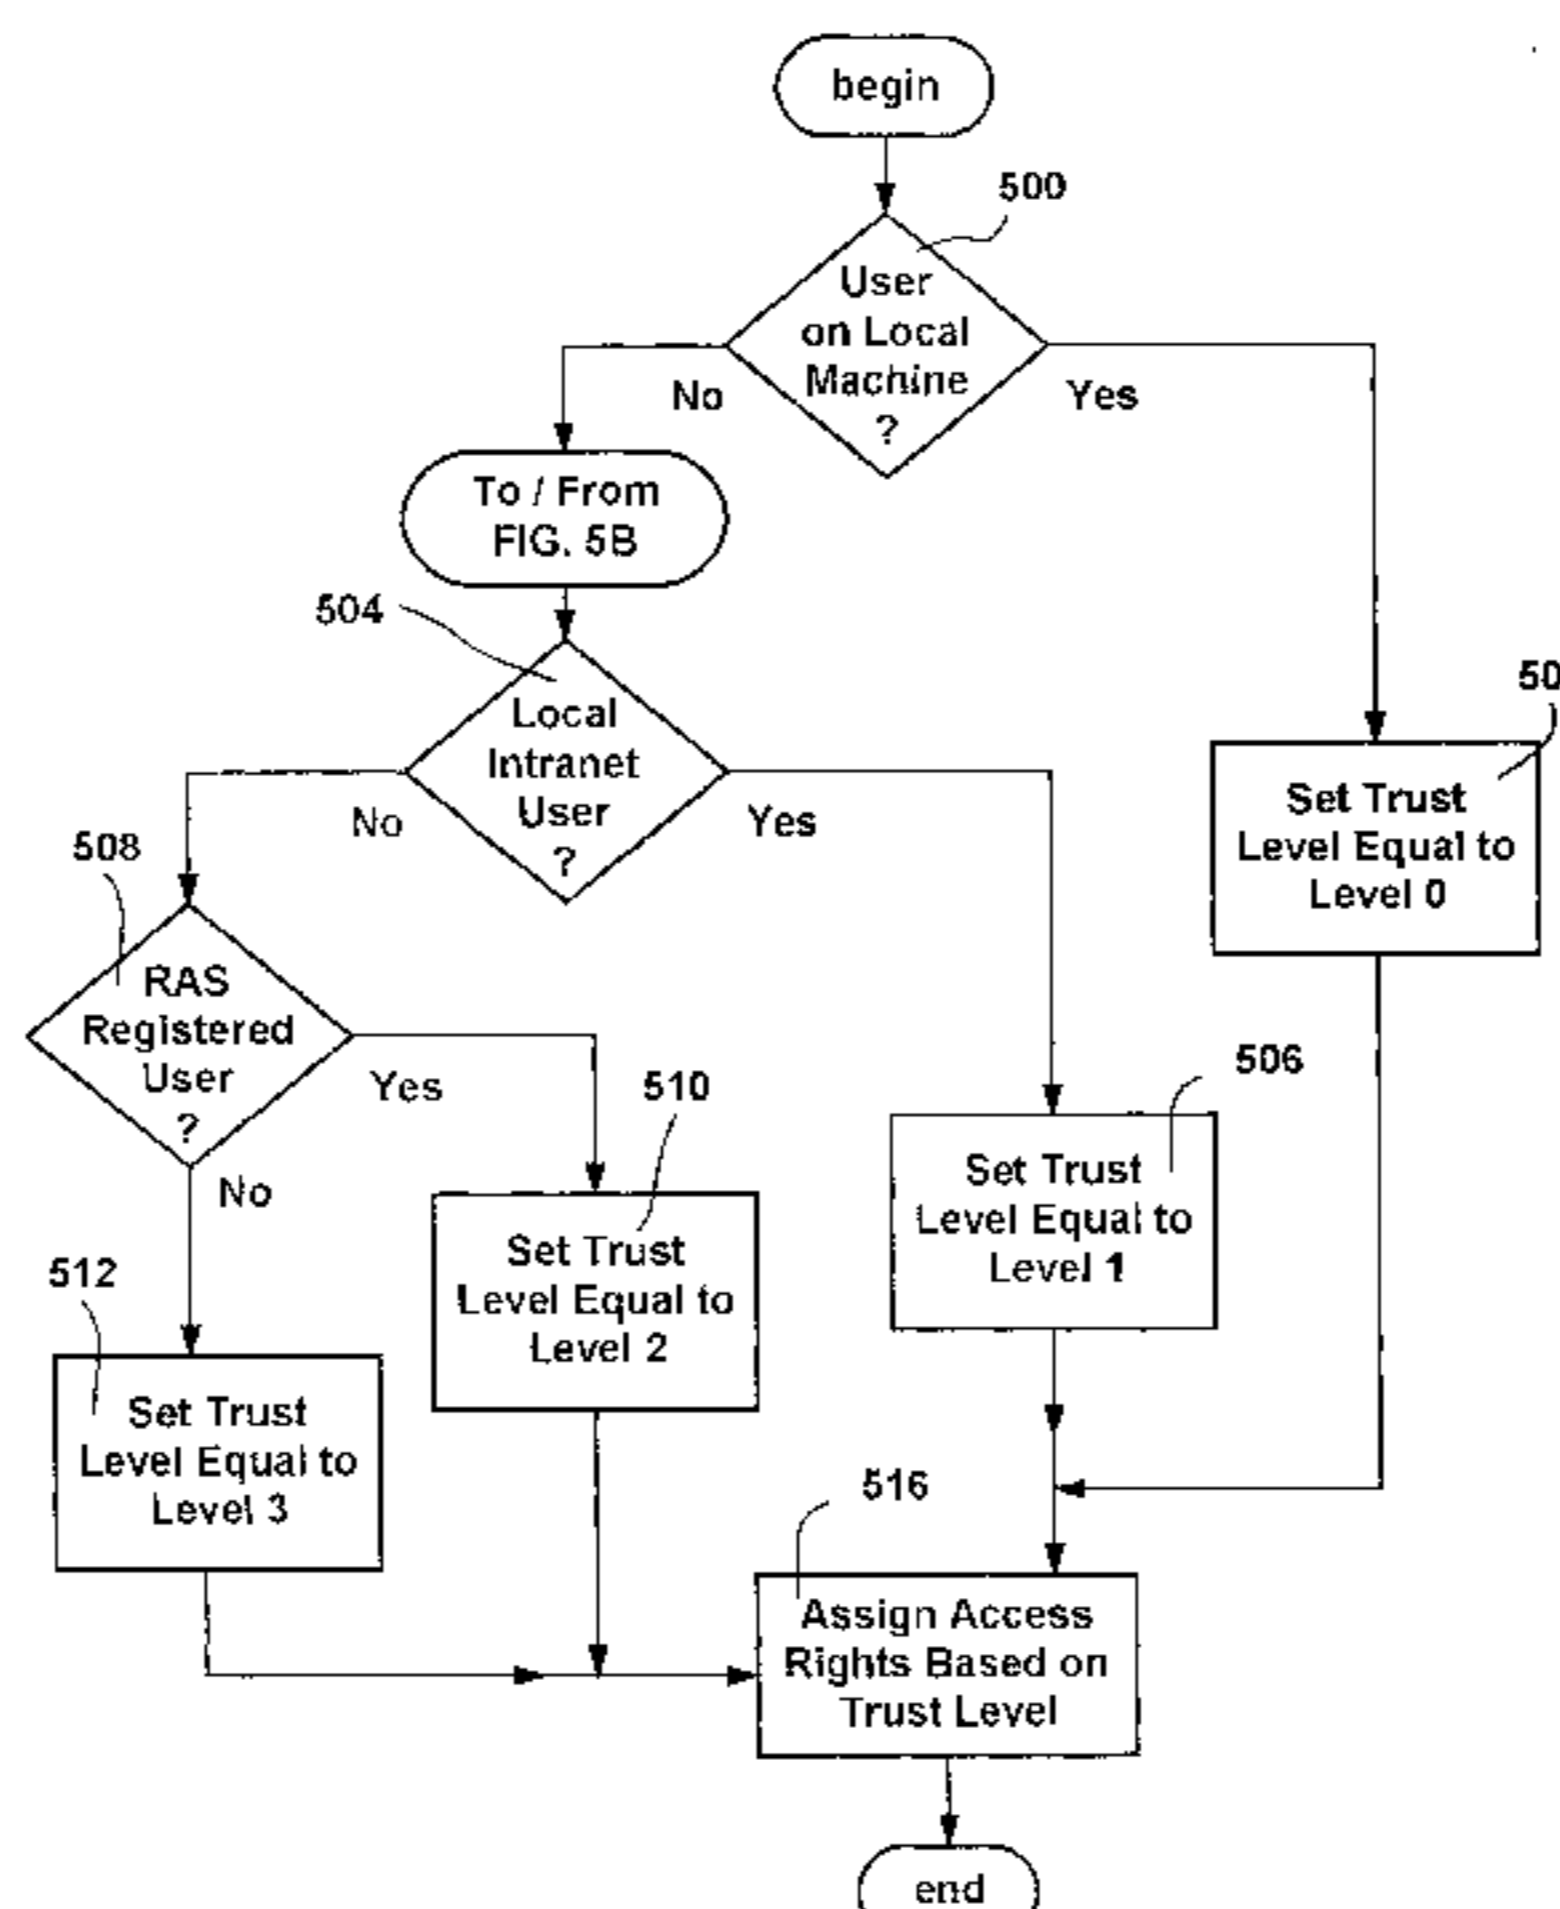 begin
500
User
on Local
Machine
?
No
Yes
To / From
FIG. 5B
504
Local
Intranet
User
?
No
Yes
50
Set Trust
Level Equal to
Level 0
508
RAS
Registered
User
?
Yes
No
510
Set Trust
Level Equal to
Level 2
506
Set Trust
Level Equal to
Level 1
512
Set Trust
Level Equal to
Level 3
516
Assign Access
Rights Based on
Trust Level
end